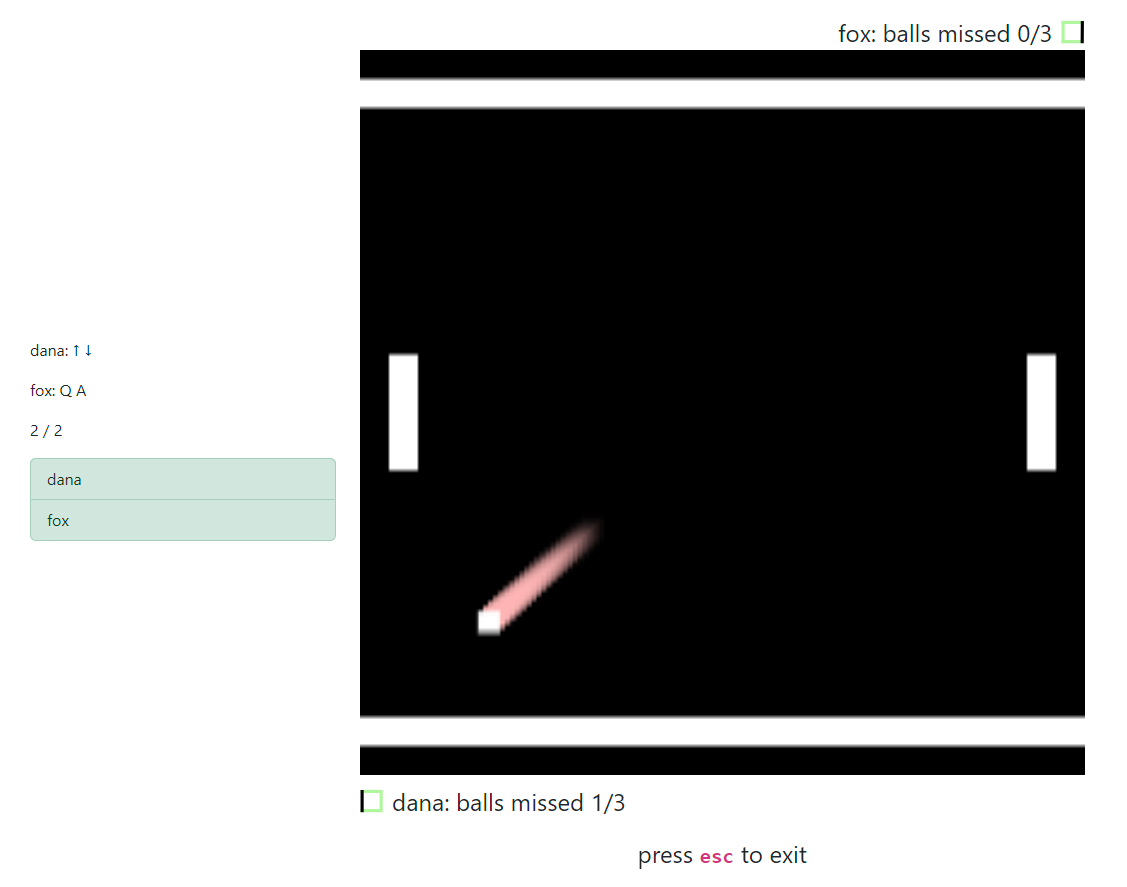 fox: balls missed 0/3
dana: ↑ ↓
fox: Q A
2 / 2
dana
fox
dana: balls missed 1/3
press esc to exit